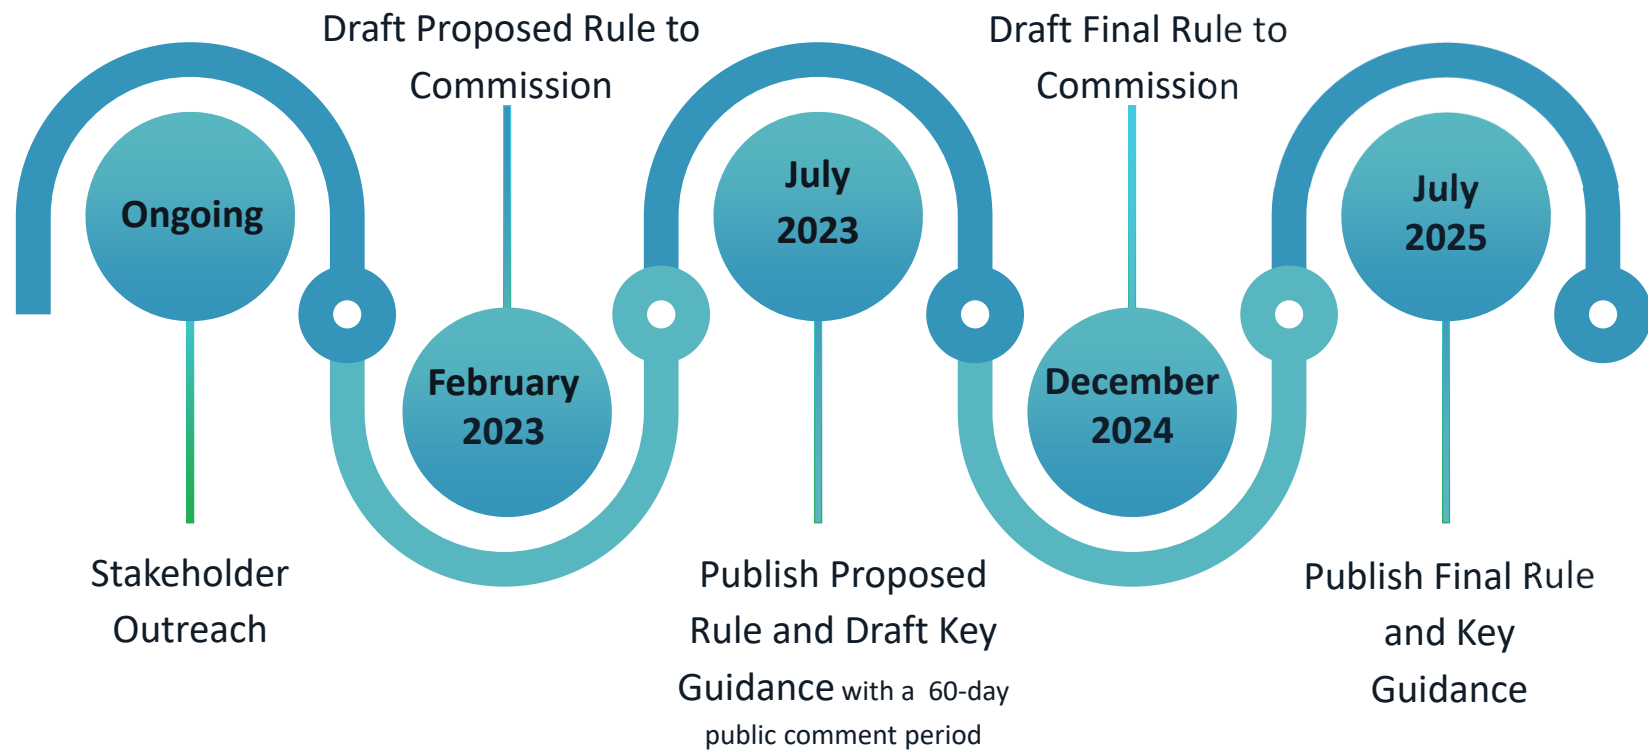 Ongoing
Stakeholder
Outreach
Draft Proposed Rule to
Commission
February
2023
July
2023
Publish Proposed
Rule and Draft Key
Guidance with a 60-day
public comment period
Draft Final Rule to
Commission
December
2024
July
2025
Publish Final Rule
and Key
Guidance